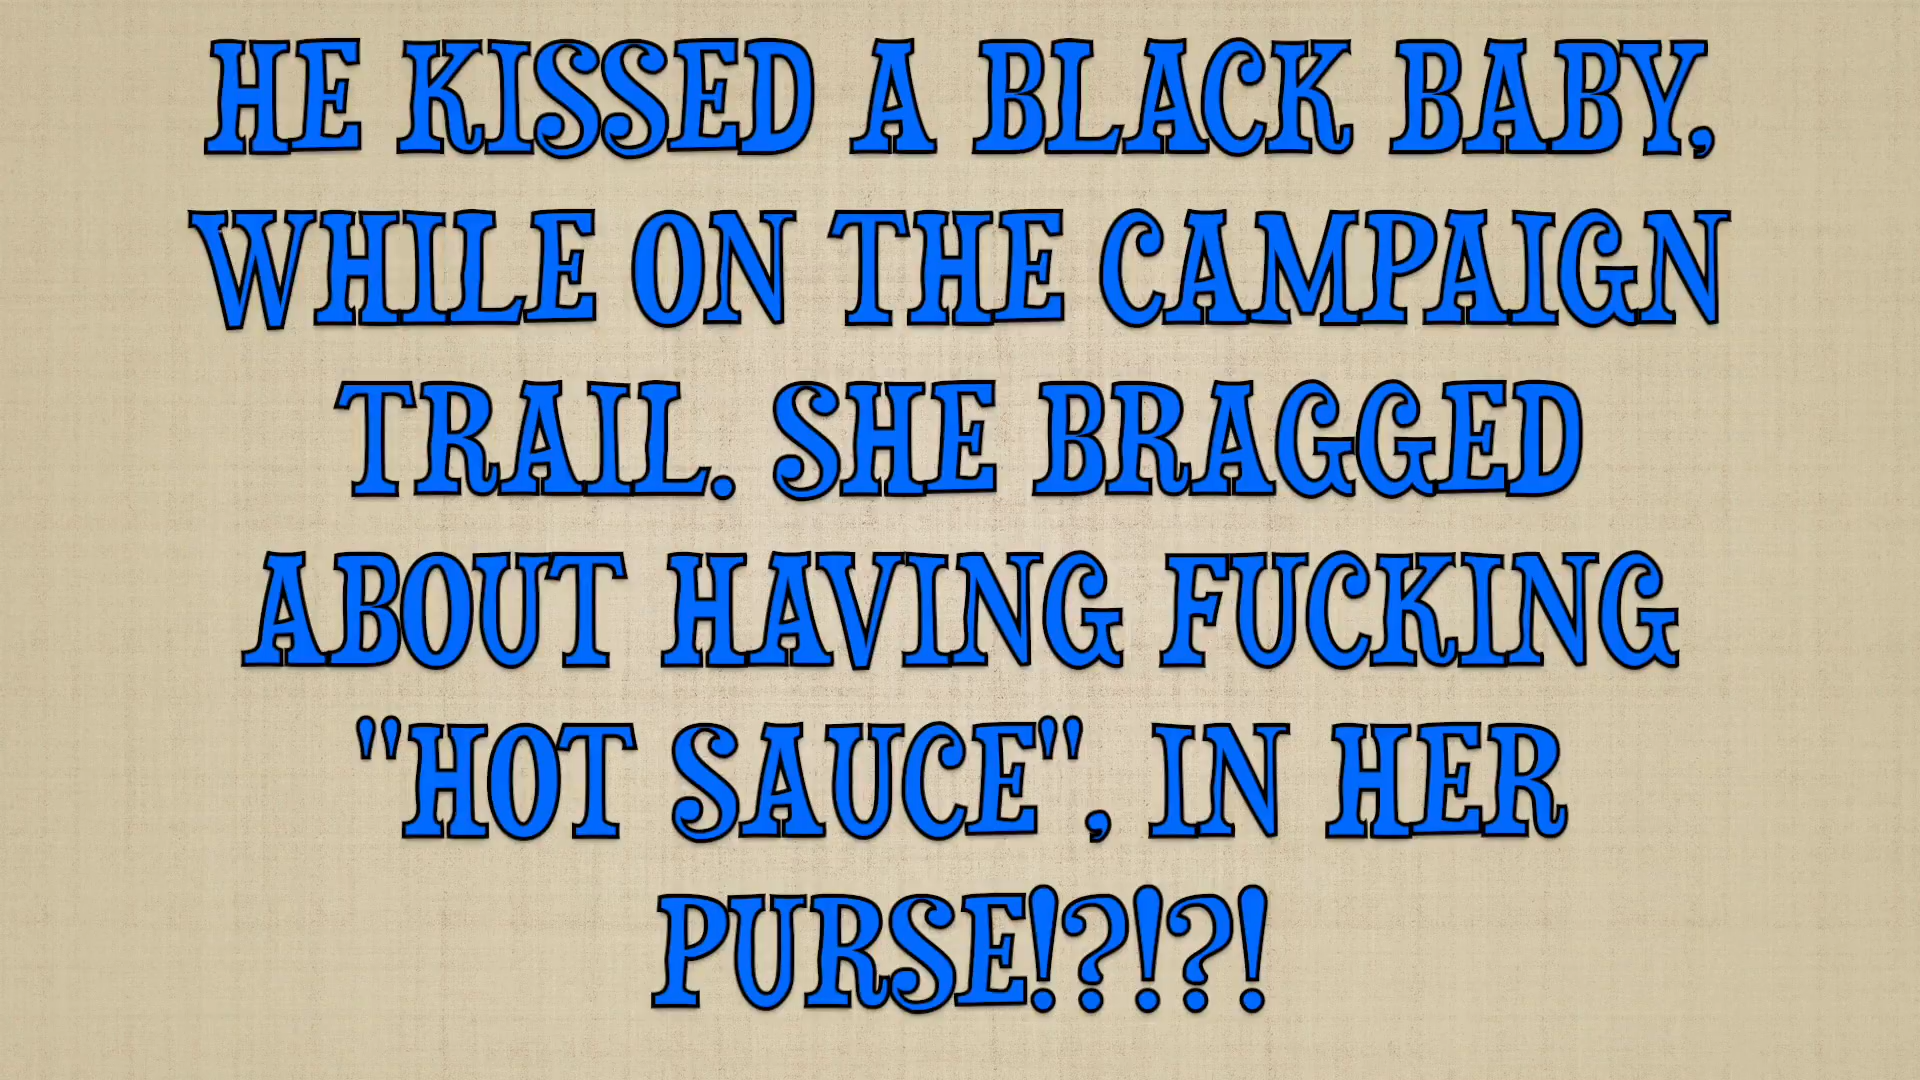 HE KISSED A BLACK BABY,
WHILE ON THE CAMPAIGN
TRAIL. SHE BRAGGED
ABOUT HAVING FUCKING
"HOT SAUCE", IN HER
PURSE!?!?!